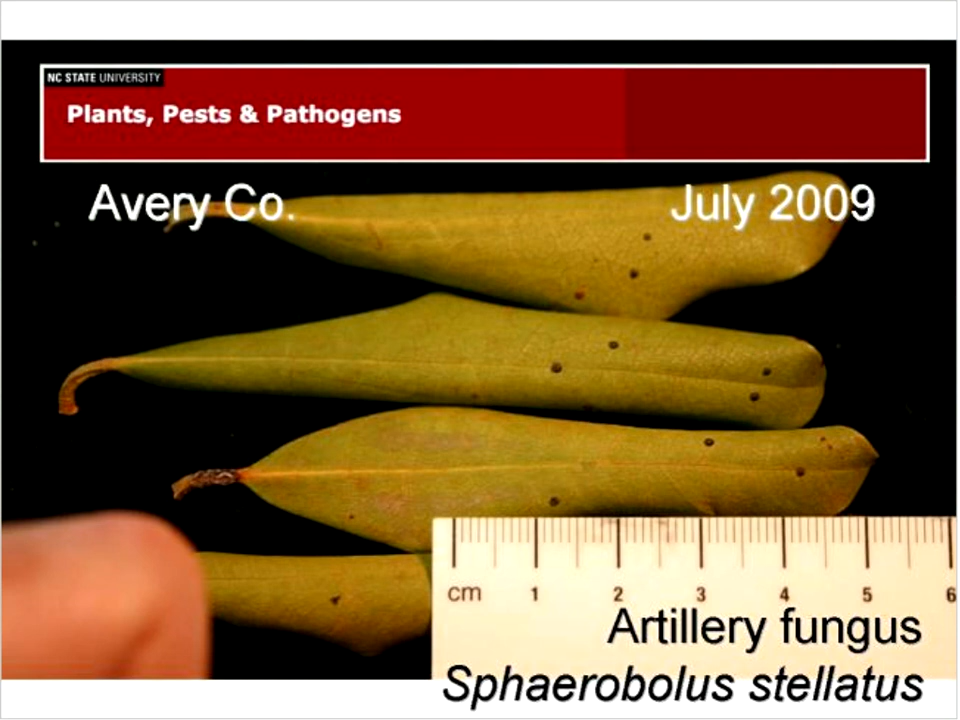 NC STATE UNIVERSITY
Plants, Pests & Pathogens
Avery Co. July 2009
cm 1 2 3 4 5 6
Artillery fungus
Sphaerobolus stellatus